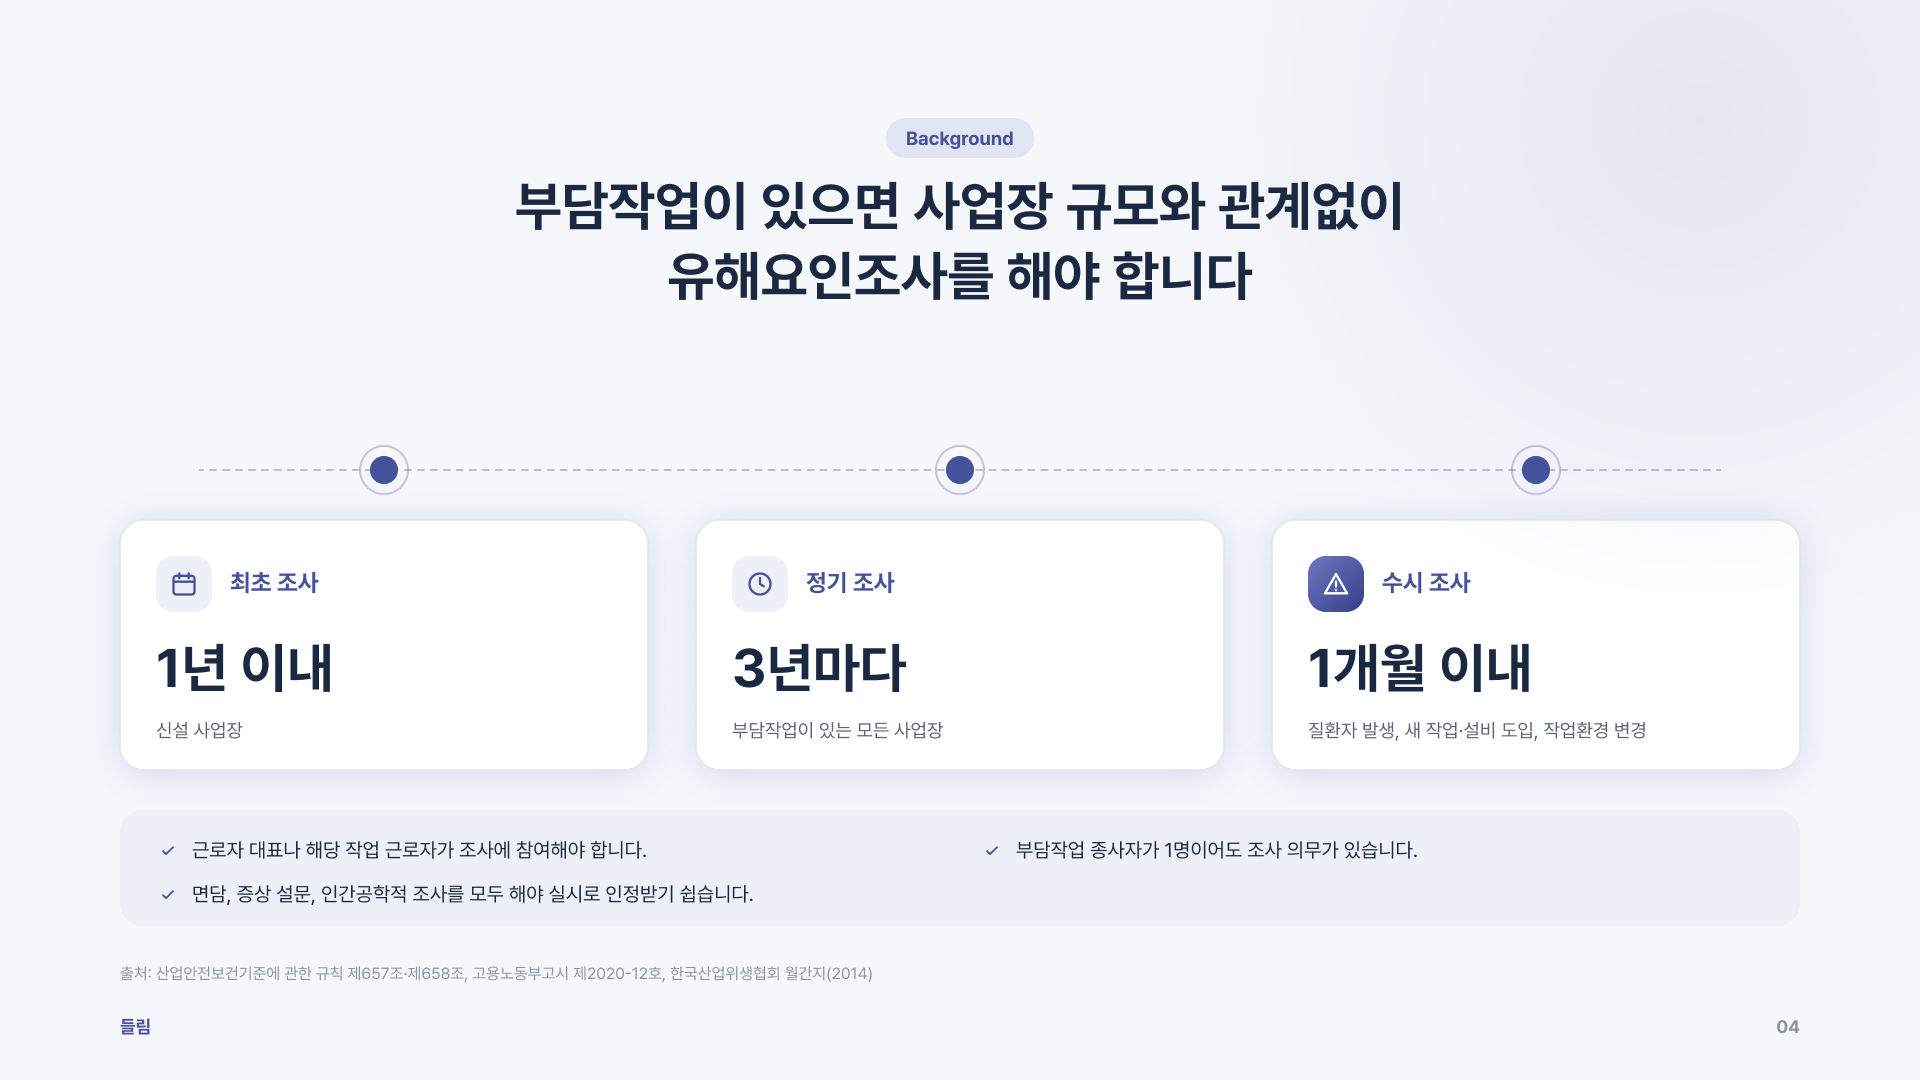 Background
부담작업이 있으면 사업장 규모와 관계없이
유해요인조사를 해야 합니다
최초 조사
1년 이내
신설 사업장
정기 조사
3년마다
부담작업이 있는 모든 사업장
수시 조사
1개월 이내
질환자 발생, 새 작업·설비 도입, 작업환경 변경
근로자 대표나 해당 작업 근로자가 조사에 참여해야 합니다.
부담작업 종사자가 1명이어도 조사 의무가 있습니다.
면담, 증상 설문, 인간공학적 조사를 모두 해야 실시로 인정받기 쉽습니다.
출처: 산업안전보건기준에 관한 규칙 제657조·제658조, 고용노동부고시 제2020-12호, 한국산업위생협회 월간지(2014)
들림
04